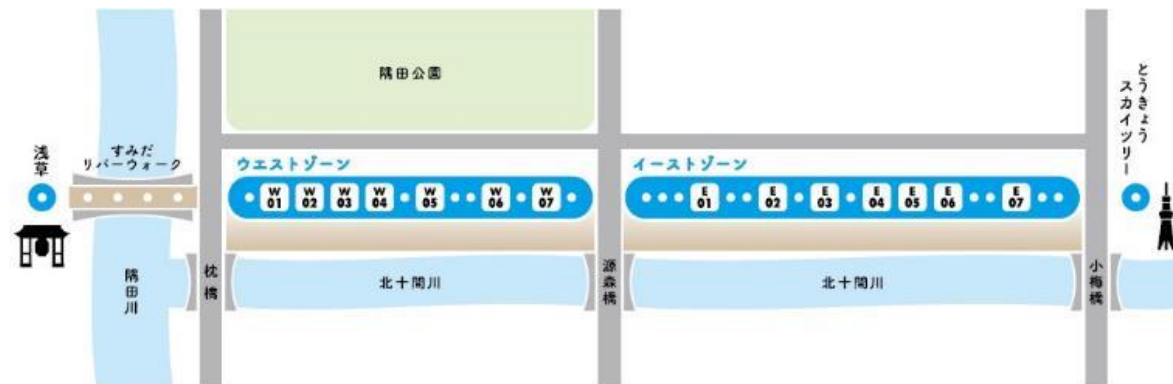 隅田公園
とうきょう
スカイツリー
浅草
すみだ
リバーウォーク
ウエストゾーン
イーストゾーン
W
01
W
02
W
03
W
04
W
05
W
06
W
07
E
01
E
02
E
03
E
04
E
05
E
06
E
07
隅田川
枕橋
北十間川
源森橋
北十間川
小梅橋